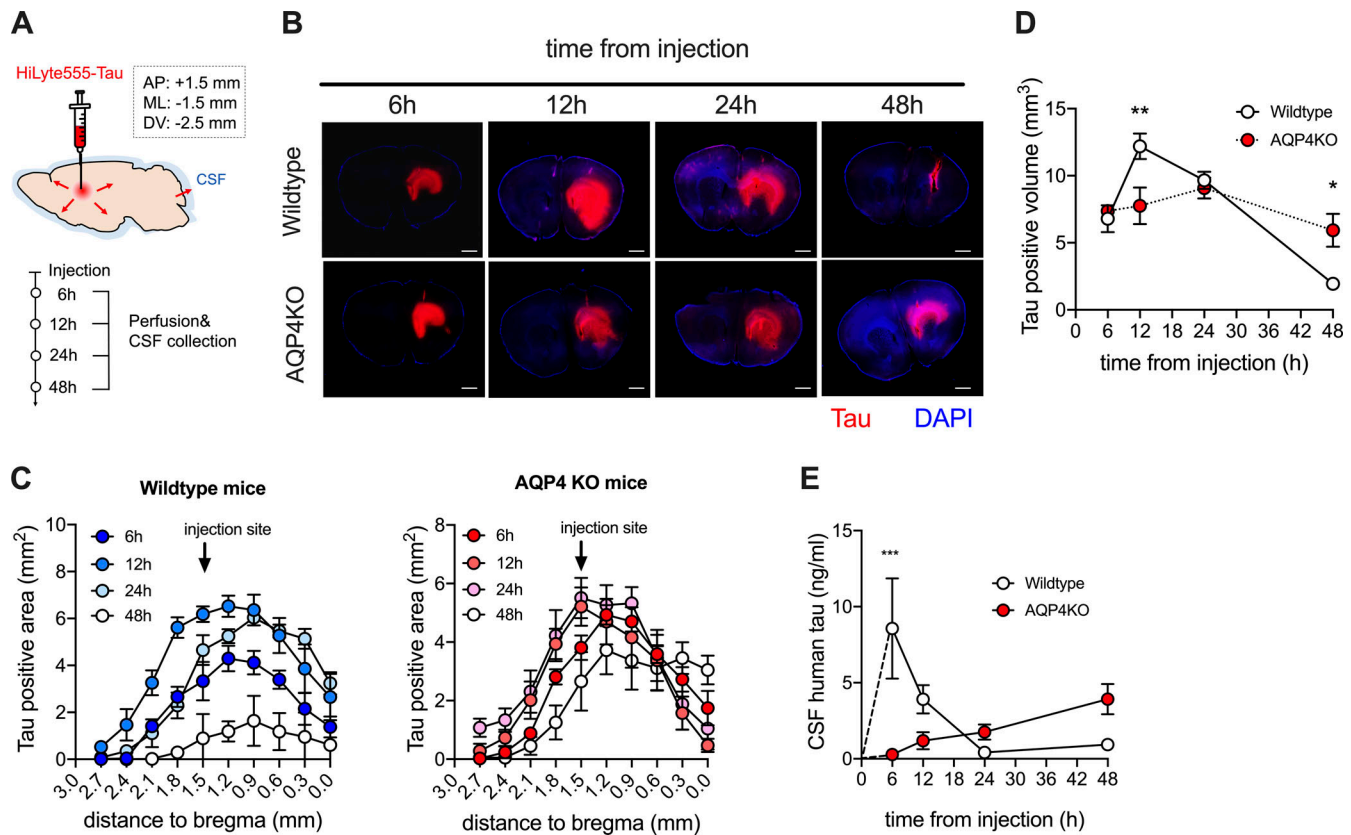 A
HiLyte555-Tau
AP: +1.5 mm
ML: -1.5 mm
DV: -2.5 mm
CSF
Injection
6h
12h
24h
48h
Perfusion&
CSF collection
B
time from injection
6h 12h 24h 48h
Wildtype
AQP4KO
Tau DAPI
C
Wildtype mice
Tau positive area (mm²)
10
8
6
4
2
0
6h
12h
24h
48h
injection site
3.0 2.7 2.4 2.1 1.8 1.5 1.2 0.9 0.6 0.3 0.0
distance to bregma (mm)
AQP4 KO mice
Tau positive area (mm²)
8
6
4
2
0
6h
12h
24h
48h
injection site
3.0 2.7 2.4 2.1 1.8 1.5 1.2 0.9 0.6 0.3 0.0
distance to bregma (mm)
D
Tau positive volume (mm³)
15
10
5
0
**
*
Wildtype
AQP4KO
0 6 12 18 24 30 36 42 48
time from injection (h)
E
CSF human tau (ng/ml)
15
10
5
0
***
Wildtype
AQP4KO
0 6 12 18 24 30 36 42 48
time from injection (h)